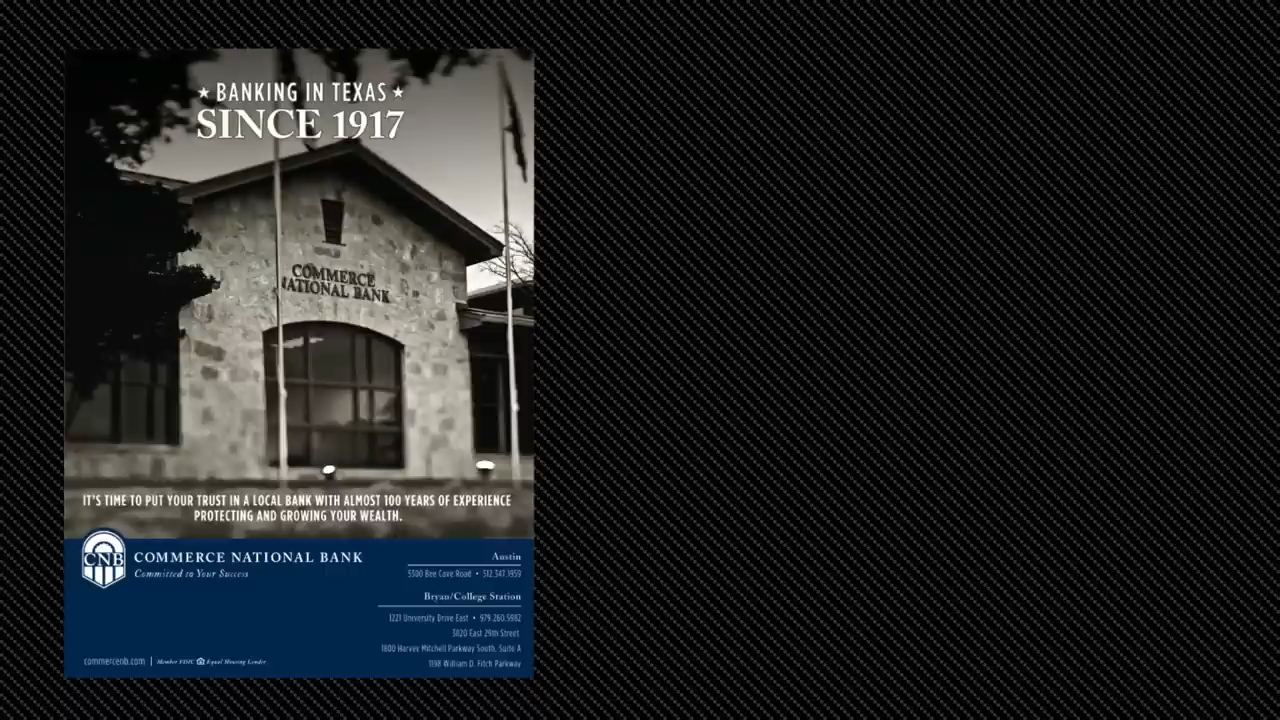 ★ BANKING IN TEXAS ★
SINCE 1917
COMMERCE
NATIONAL BANK
IT'S TIME TO PUT YOUR TRUST IN A LOCAL BANK WITH ALMOST 100 YEARS OF EXPERIENCE
PROTECTING AND GROWING YOUR WEALTH.
CNB
COMMERCE NATIONAL BANK
Committed to Your Success
Austin
5300 Bee Cave Road • 512.347.1959
Bryan/College Station
1221 University Drive East • 979.260.5982
3820 East 29th Street
1800 Harvey Mitchell Parkway South, Suite A
1198 William D. Fitch Parkway
commercenb.com | Member FDIC Equal Housing Lender